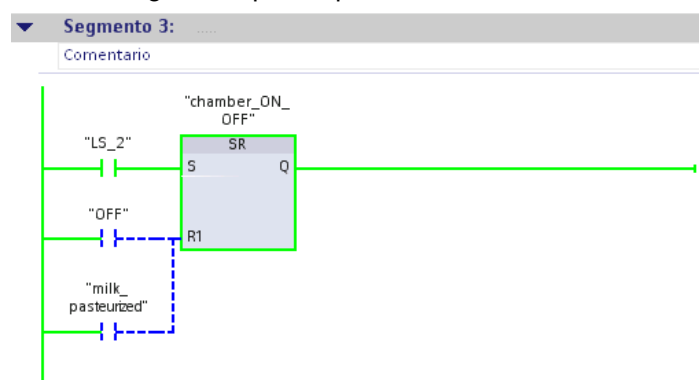 Segmento 3: .....
Comentario
"chamber_ON_
OFF"
"LS_2"
SR
S Q
"OFF"
R1
"milk_
pasteurized"